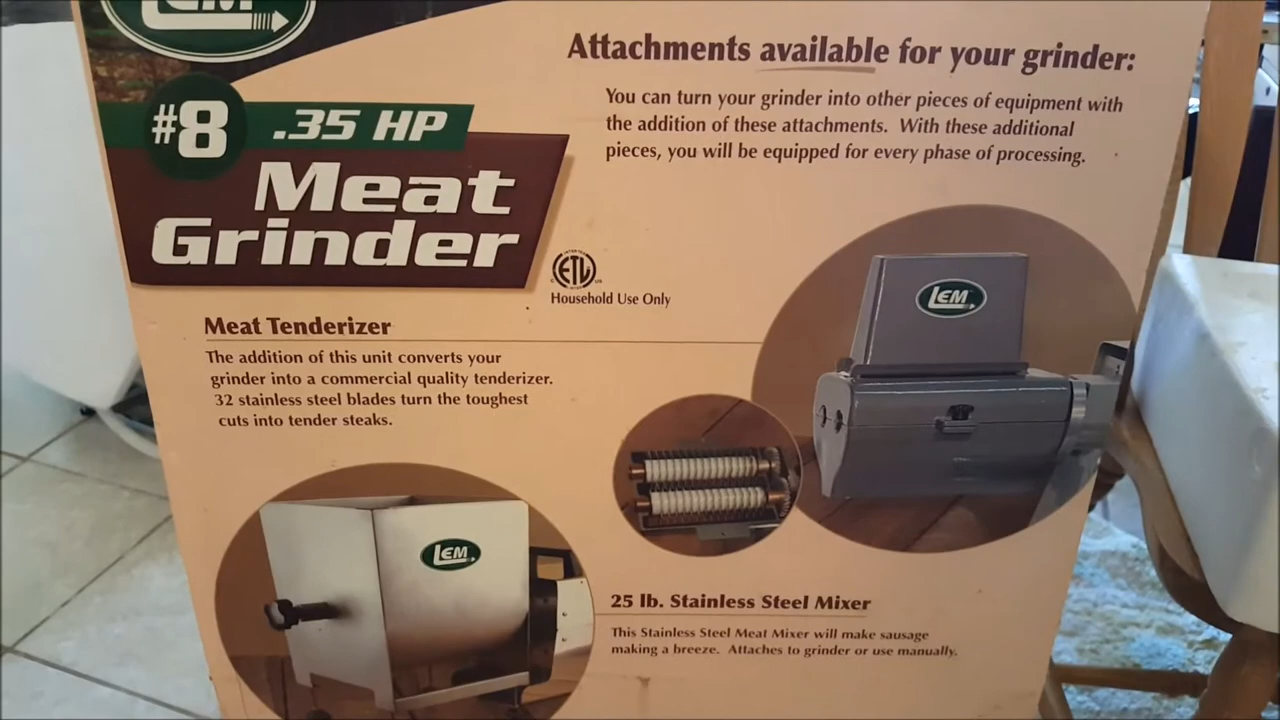 LEM
#8 .35 HP
Meat
Grinder
Attachments available for your grinder:
You can turn your grinder into other pieces of equipment with
the addition of these attachments. With these additional
pieces, you will be equipped for every phase of processing.
ETL
Household Use Only
Meat Tenderizer
The addition of this unit converts your
grinder into a commercial quality tenderizer.
32 stainless steel blades turn the toughest
cuts into tender steaks.
LEM
LEM
25 lb. Stainless Steel Mixer
This Stainless Steel Meat Mixer will make sausage
making a breeze. Attaches to grinder or use manually.